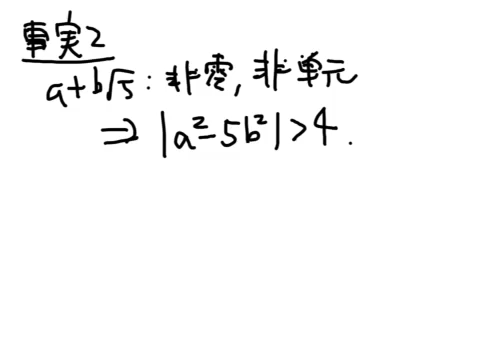 事実2
a+b√5 : 非零, 非単元
⇒ |a²-5b²|>4.